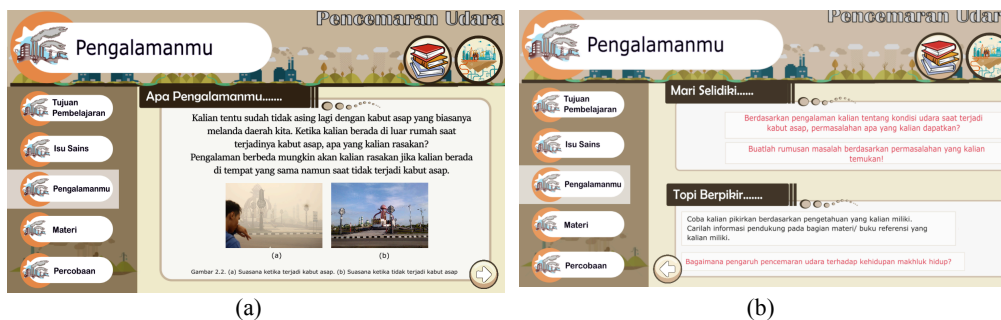 Pencemaran Udara
Pengalamanmu
Tujuan
Pembelajaran
Isu Sains
Pengalamanmu
Materi
Percobaan
Apa Pengalamanmu.......
Kalian tentu sudah tidak asing lagi dengan kabut asap yang biasanya
melanda daerah kita. Ketika kalian berada di luar rumah saat
terjadinya kabut asap, apa yang kalian rasakan?
Pengalaman berbeda mungkin akan kalian rasakan jika kalian berada
di tempat yang sama namun saat tidak terjadi kabut asap.
(a)
(b)
Gambar 2.2. (a) Suasana ketika terjadi kabut asap. (b) Suasana ketika tidak terjadi kabut asap
(a)
Pencemaran Udar
Pengalamanmu
Tujuan
Pembelajaran
Isu Sains
Pengalamanmu
Materi
Percobaan
Mari Selidiki......
Berdasarkan pengalaman kalian tentang kondisi udara saat terjadi
kabut asap, permasalahan apa yang kalian dapatkan?
Buatlah rumusan masalah berdasarkan permasalahan yang kalian
temukan!
Topi Berpikir.......
Coba kalian pikirkan berdasarkan pengetahuan yang kalian miliki.
Carilah informasi pendukung pada bagian materi/ buku referensi yang
kalian miliki.
Bagaimana pengaruh pencemaran udara terhadap kehidupan makhluk hidup?
(b)